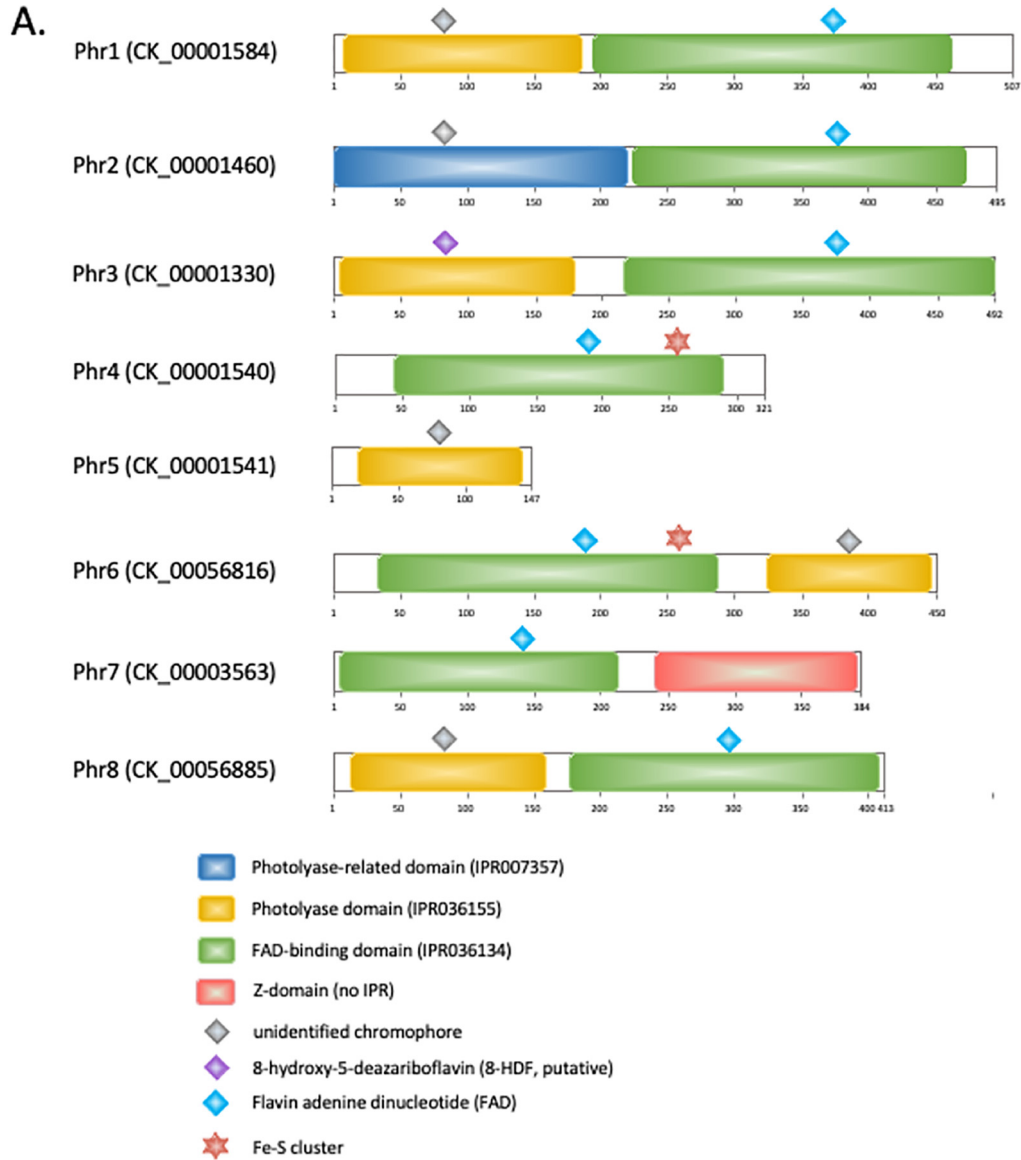 A.
Phr1 (CK_00001584)
1 50 100 150 200 250 300 350 400 450 507
Phr2 (CK_00001460)
1 50 100 150 200 250 300 350 400 450 495
Phr3 (CK_00001330)
1 50 100 150 200 250 300 350 400 450 492
Phr4 (CK_00001540)
1 50 100 150 200 250 300 321
Phr5 (CK_00001541)
1 50 100 147
Phr6 (CK_00056816)
1 50 100 150 200 250 300 350 400 450
Phr7 (CK_00003563)
1 50 100 150 200 250 300 350 384
Phr8 (CK_00056885)
1 50 100 150 200 250 300 350 400 413
Photolyase-related domain (IPR007357)
Photolyase domain (IPR036155)
FAD-binding domain (IPR036134)
Z-domain (no IPR)
unidentified chromophore
8-hydroxy-5-deazariboflavin (8-HDF, putative)
Flavin adenine dinucleotide (FAD)
Fe-S cluster